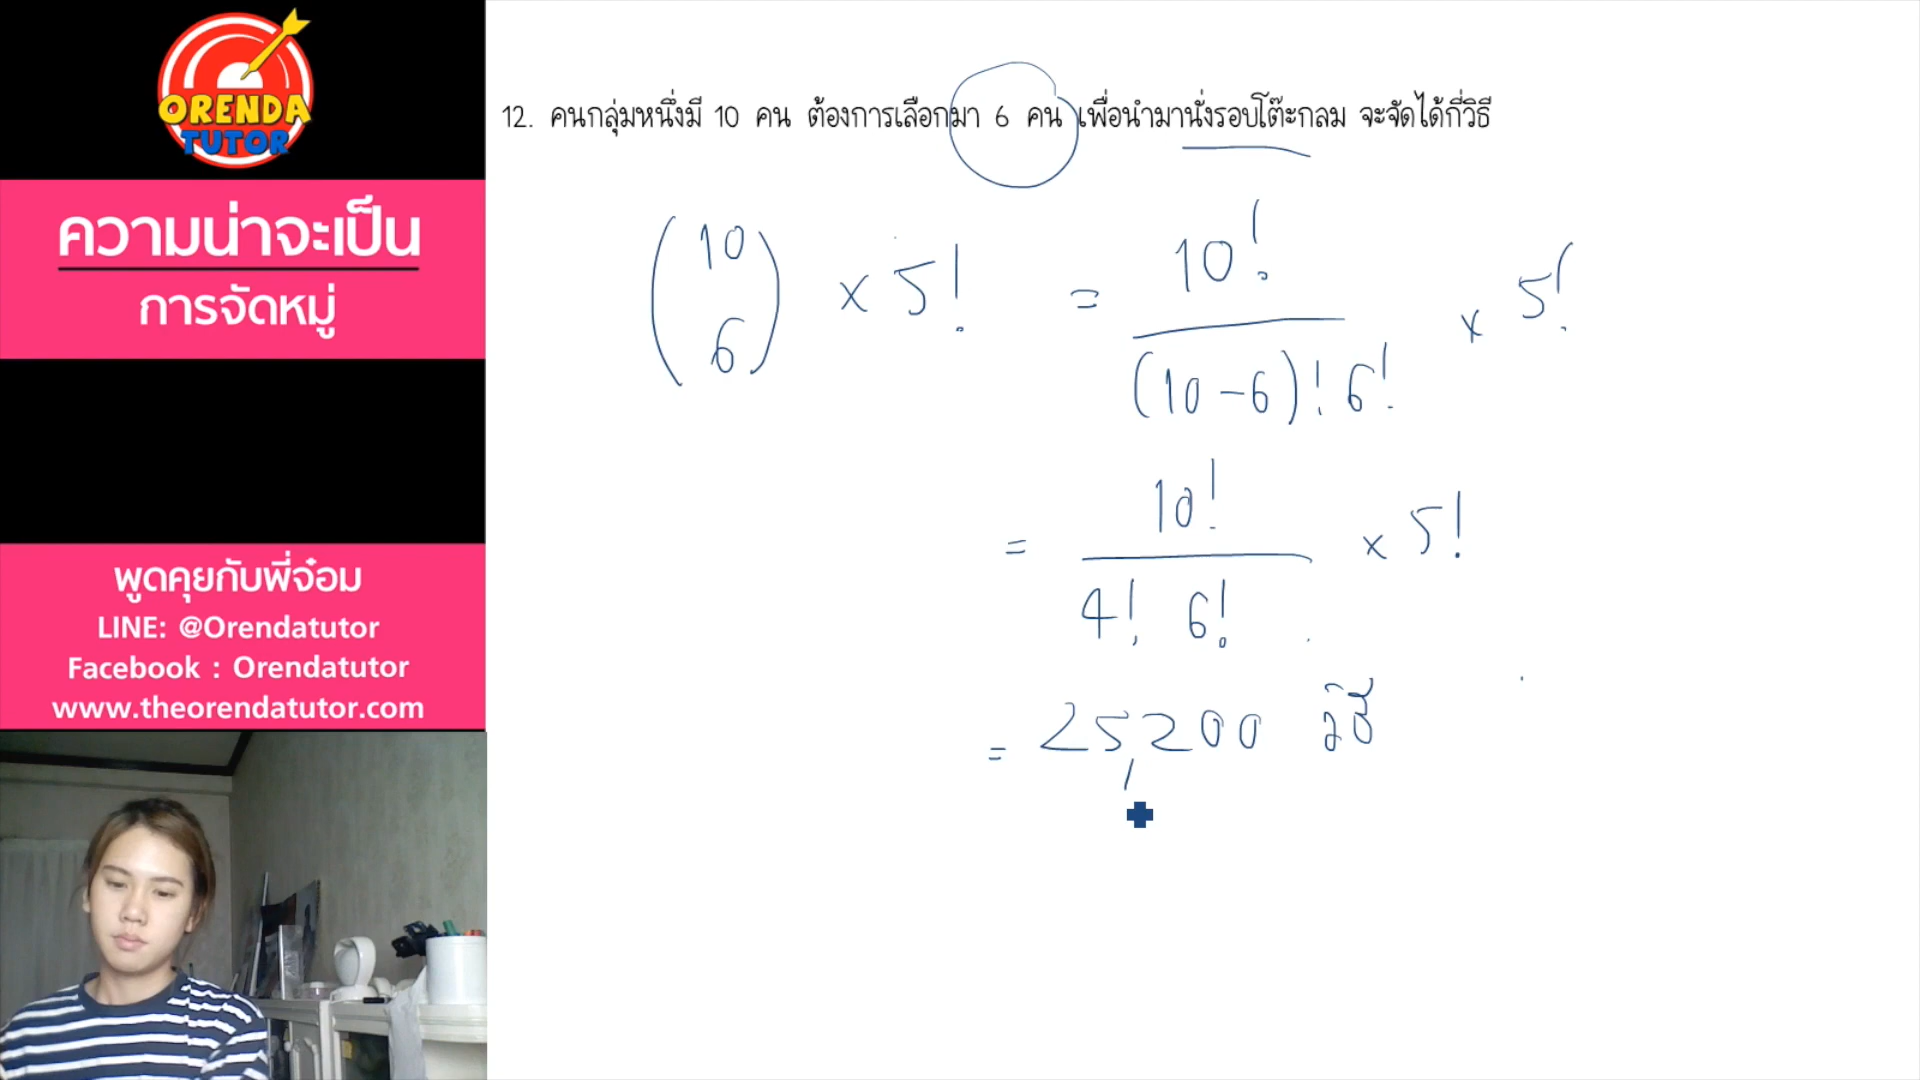 ORENDA
TUTOR
ความน่าจะเป็น
การจัดหมู่
พูดคุยกับพี่จ๋อม
LINE: @Orendatutor
Facebook : Orendatutor
www.theorendatutor.com
12. คนกลุ่มหนึ่งมี 10 คน ต้องการเลือกมา 6 คน เพื่อนำมานั่งรอบโต๊ะกลม จะจัดได้กี่วิธี
(10
6) × 5! = 10!
(10-6)! 6! × 5!
= 10!
4! 6! × 5!
= 25,200 วิธี